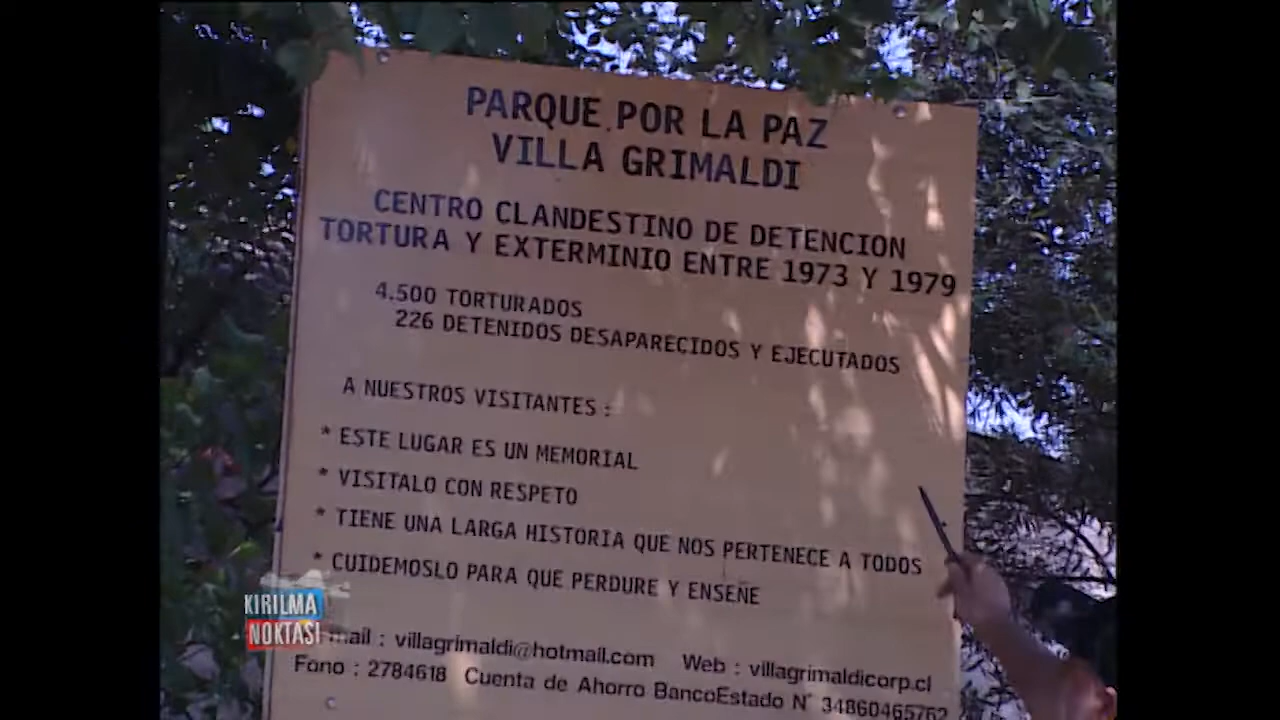 PARQUE POR LA PAZ
VILLA GRIMALDI
CENTRO CLANDESTINO DE DETENCION
TORTURA Y EXTERMINIO ENTRE 1973 Y 1979
4.500 TORTURADOS
226 DETENIDOS DESAPARECIDOS Y EJECUTADOS
A NUESTROS VISITANTES :
* ESTE LUGAR ES UN MEMORIAL
* VISITALO CON RESPETO
* TIENE UNA LARGA HISTORIA QUE NOS PERTENECE A TODOS
* CUIDEMOSLO PARA QUE PERDURE Y ENSEÑE
mail : villagrimaldi@hotmail.com Web : villagrimaldicorp.cl
Fono : 2784618 Cuenta de Ahorro BancoEstado N° 34860465762
KIRILMA
NOKTASI